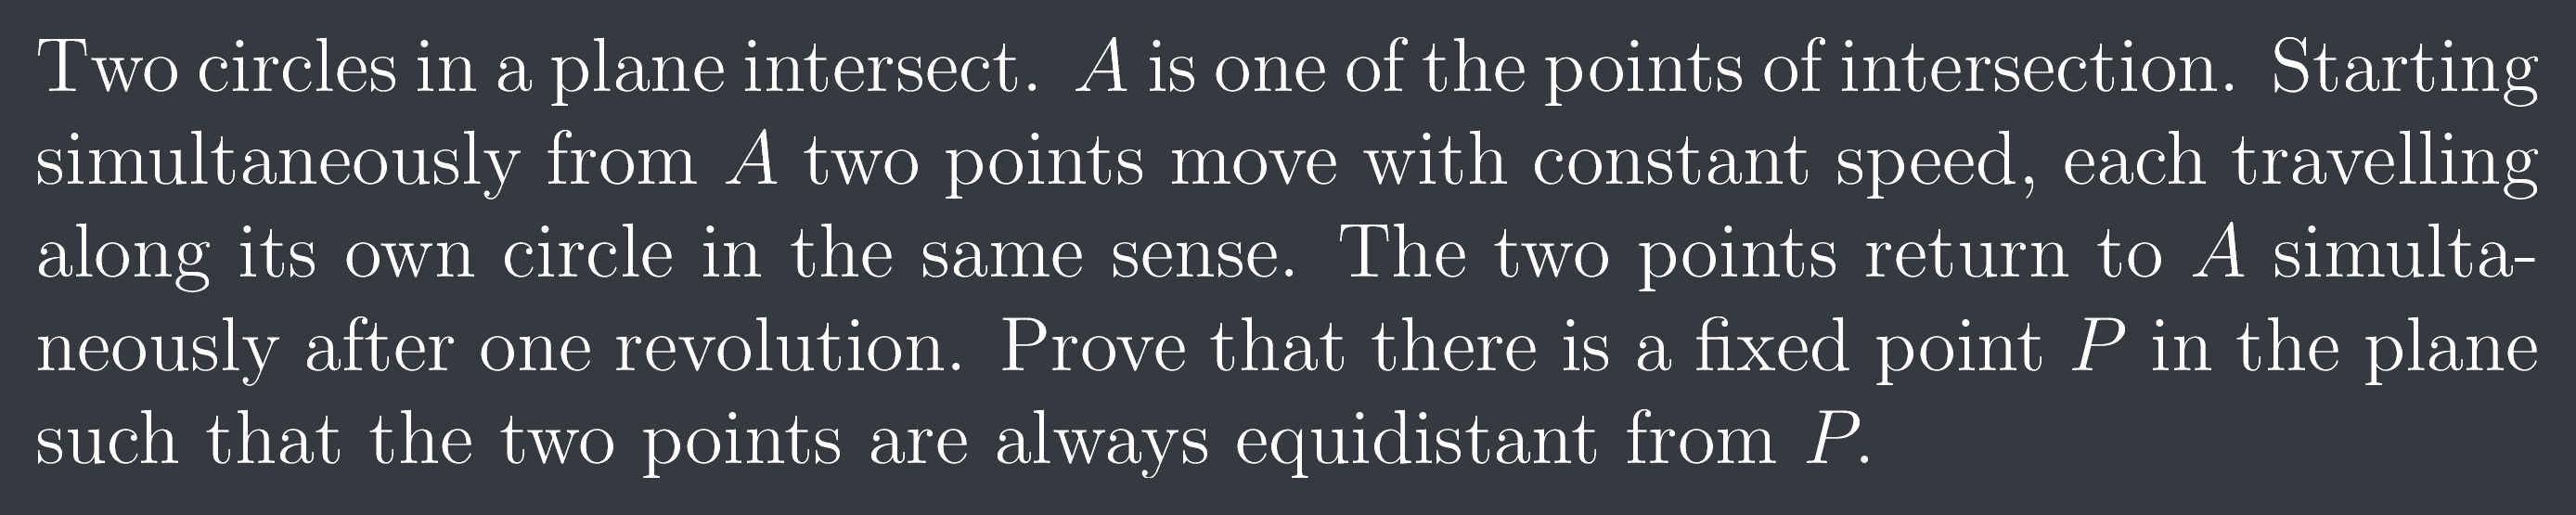 Two circles in a plane intersect. A is one of the points of intersection. Starting
simultaneously from A two points move with constant speed, each travelling
along its own circle in the same sense. The two points return to A simulta-
neously after one revolution. Prove that there is a fixed point P in the plane
such that the two points are always equidistant from P.